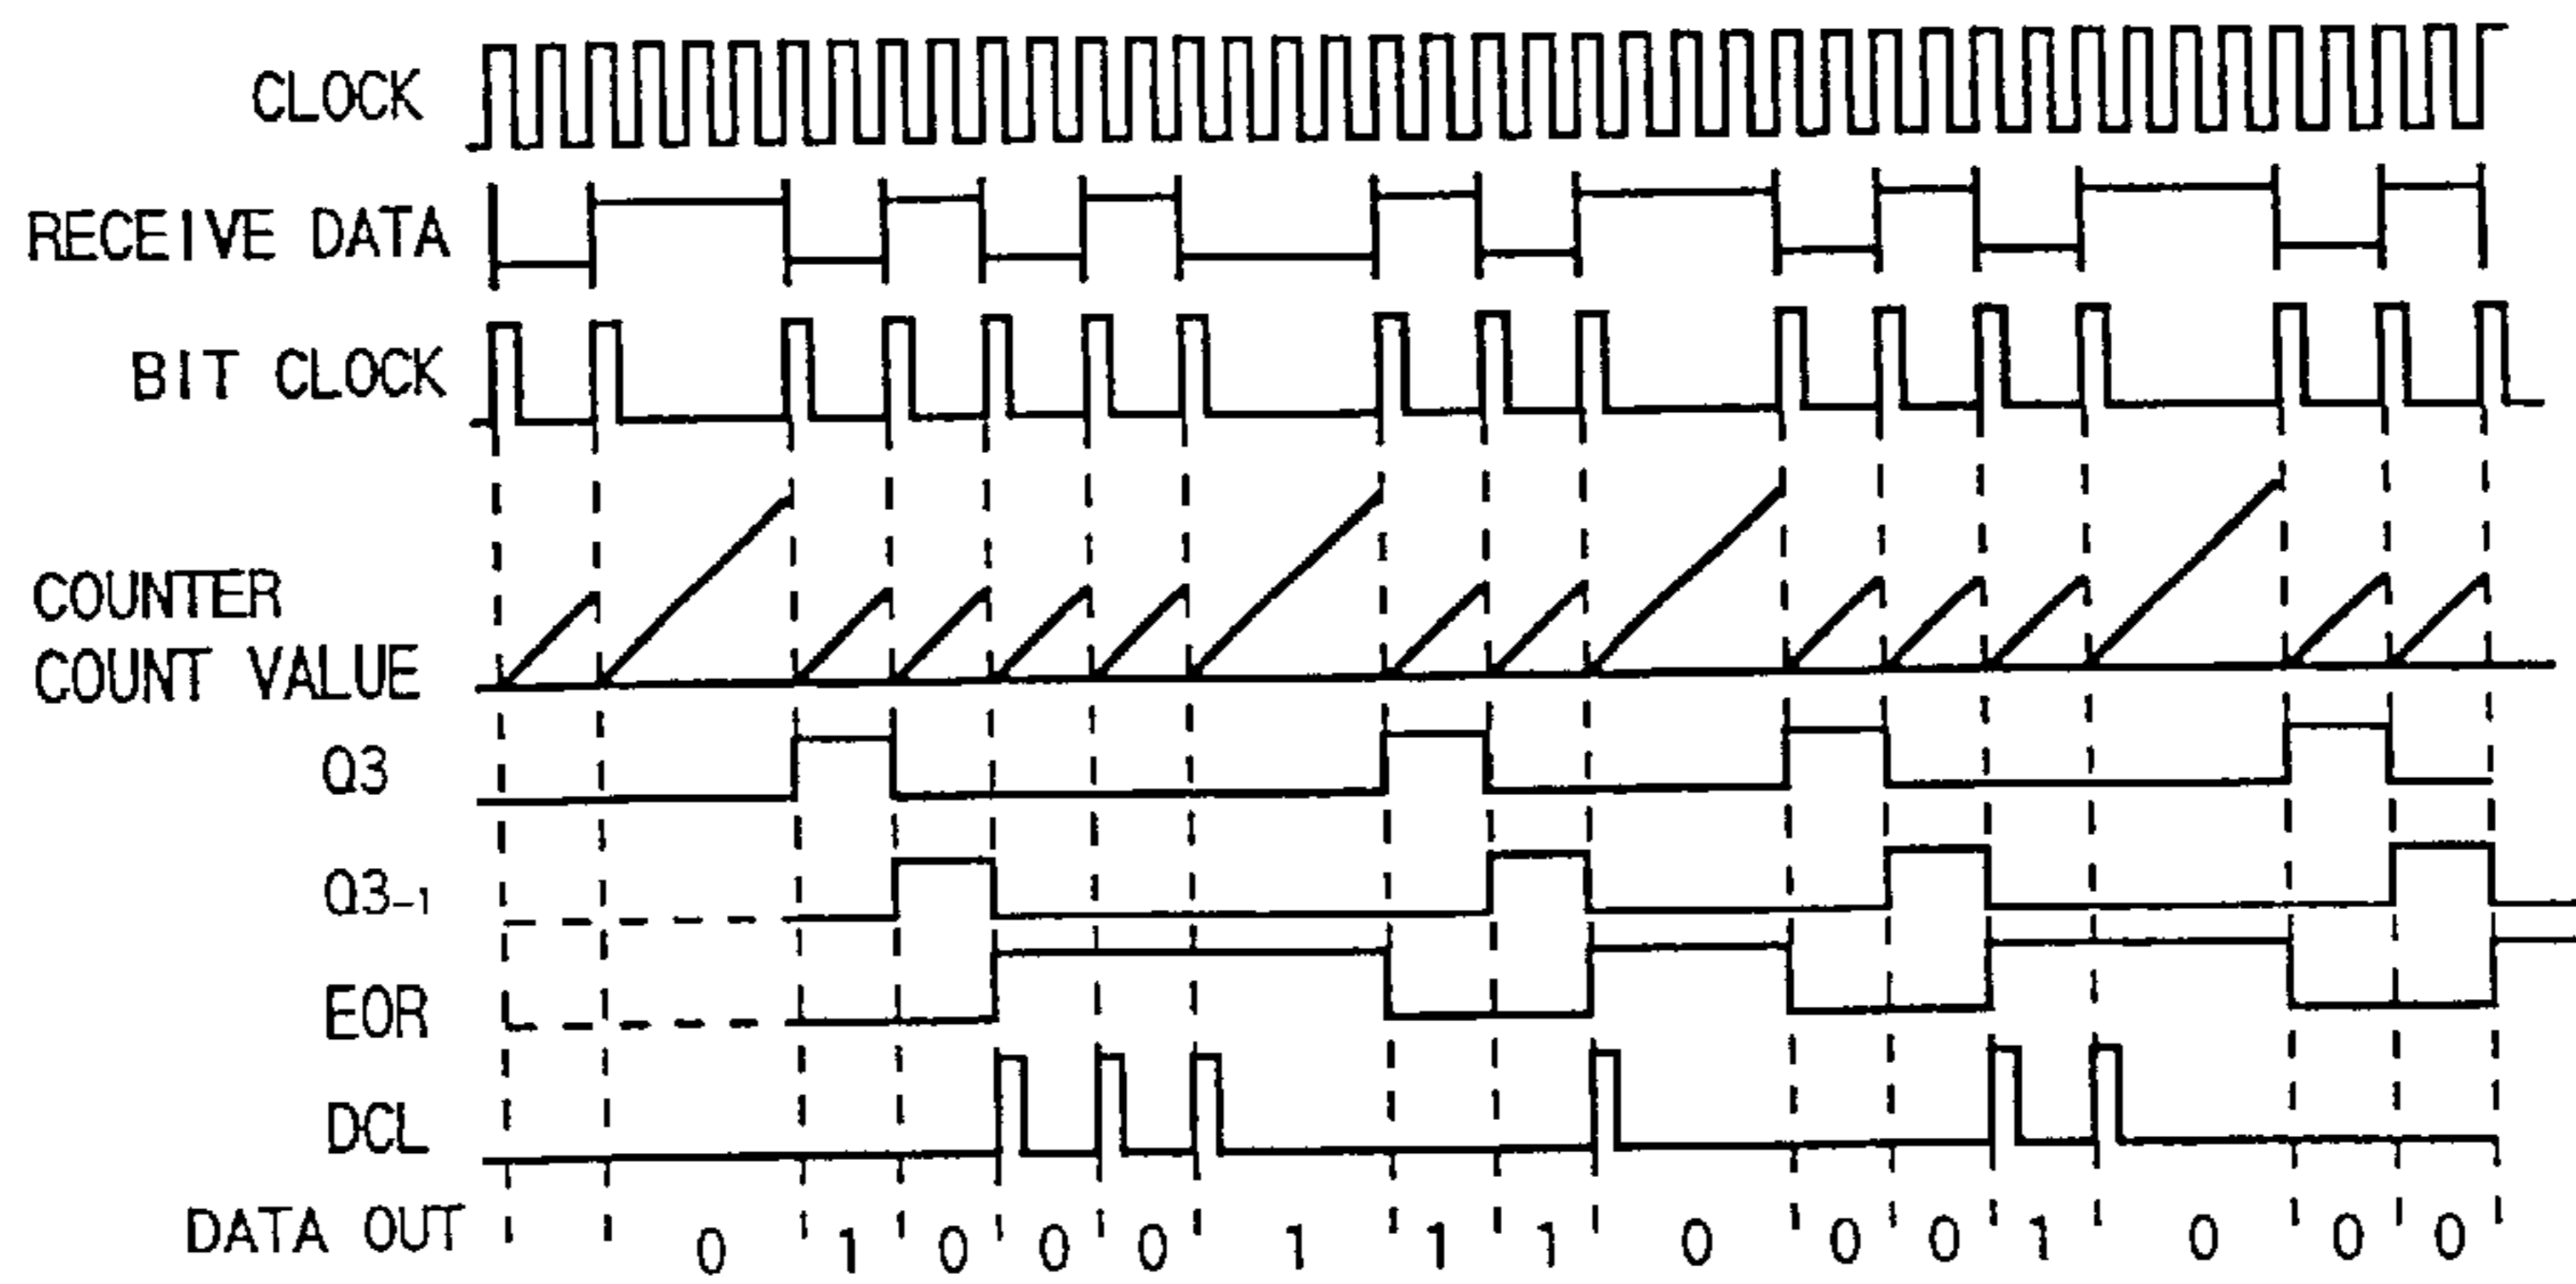 CLOCK
RECEIVE DATA
BIT CLOCK
COUNTER
COUNT VALUE
Q3
Q3-1
EOR
DCL
DATA OUT 0 1 0 0 0 1 1 1 0 0 0 1 0 0 0